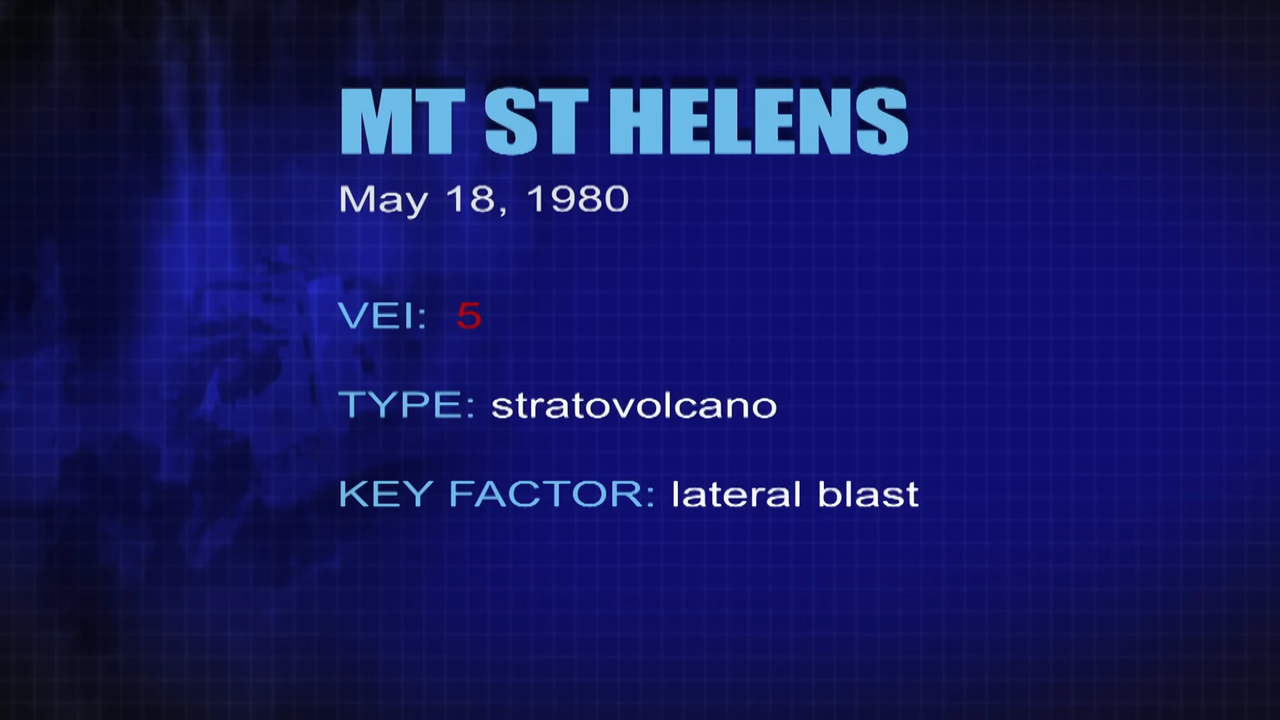 MT ST HELENS
May 18, 1980
VEI: 5
TYPE: stratovolcano
KEY FACTOR: lateral blast